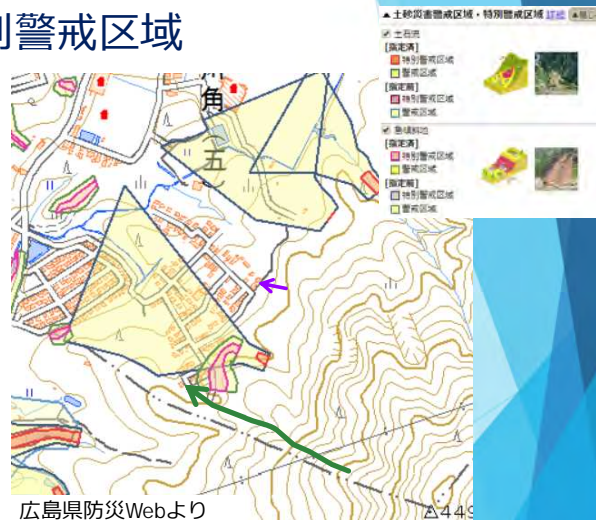 別警戒区域
▲土砂災害警戒区域・特別警戒区域 詳細
土石流
[指定済]
特別警戒区域
警戒区域
[指定前]
特別警戒区域
警戒区域
急傾斜地
[指定済]
特別警戒区域
警戒区域
[指定前]
特別警戒区域
警戒区域
角
五
449
広島県防災Webより